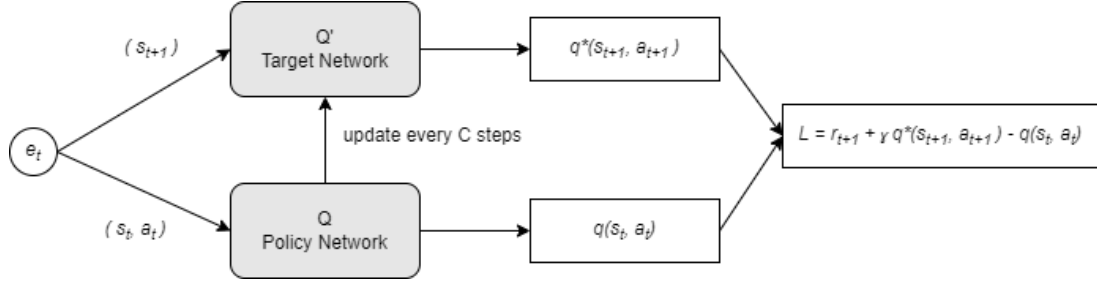 ( s_{t+1} )
Q'
Target Network
q*(s_{t+1}, a_{t+1} )
update every C steps
e_t
L = r_{t+1} + ɣ q*(s_{t+1}, a_{t+1} ) - q(s_t, a_t)
( s_t, a_t )
Q
Policy Network
q(s_t, a_t)